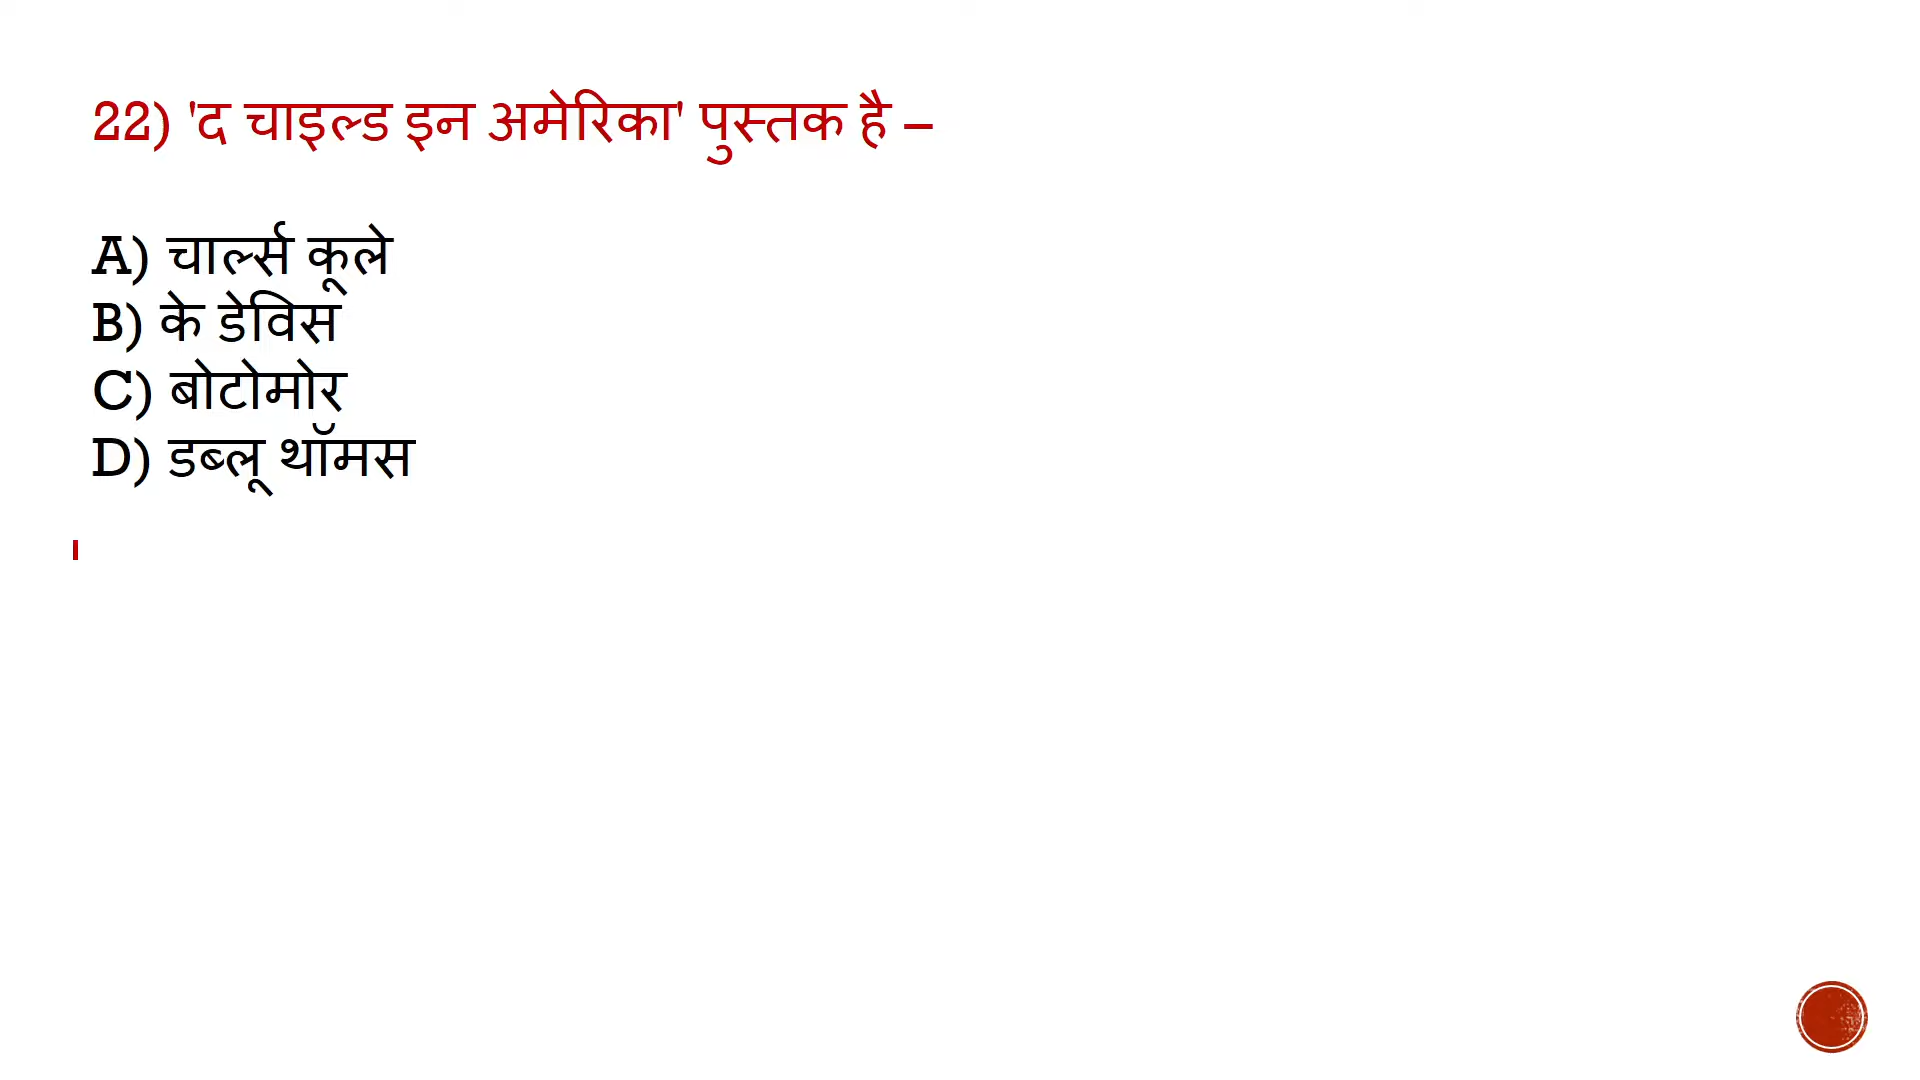 22) 'द चाइल्ड इन अमेरिका' पुस्तक है –
A) चार्ल्स कूले
B) के डेविस
C) बोटोमोर
D) डब्लू थॉमस